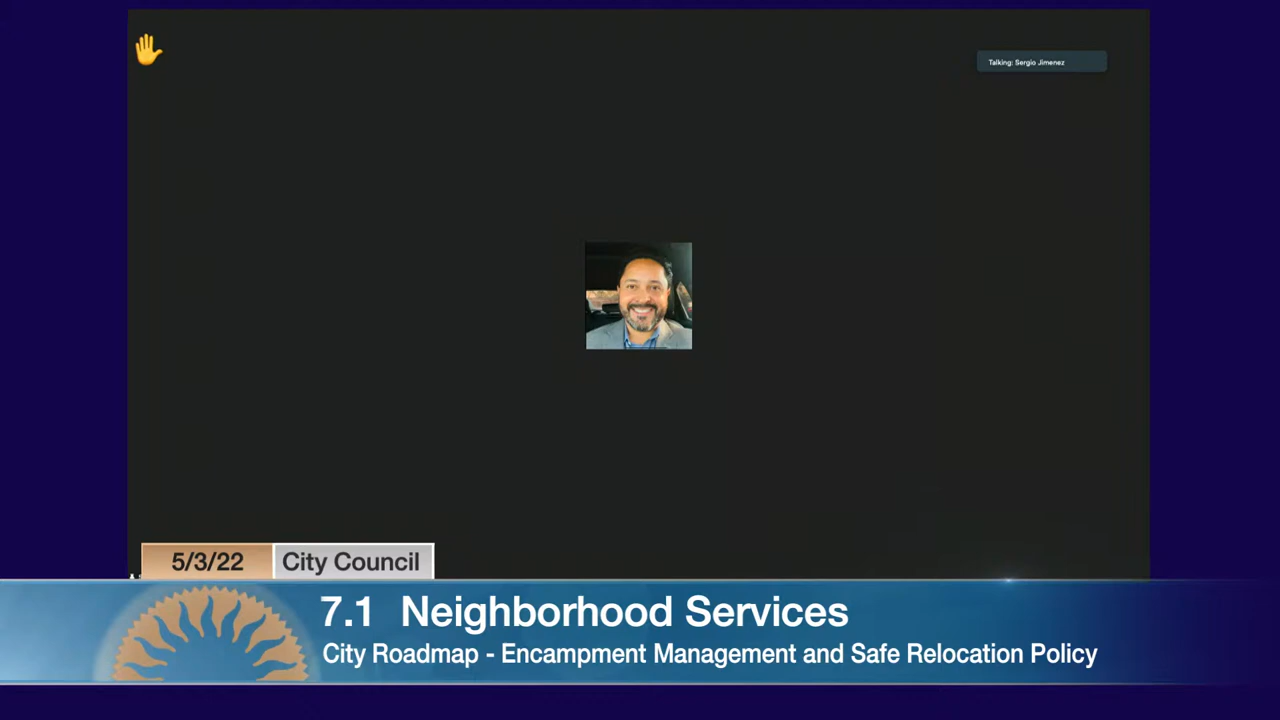 Talking: Sergio Jimenez
5/3/22 City Council
7.1 Neighborhood Services
City Roadmap - Encampment Management and Safe Relocation Policy